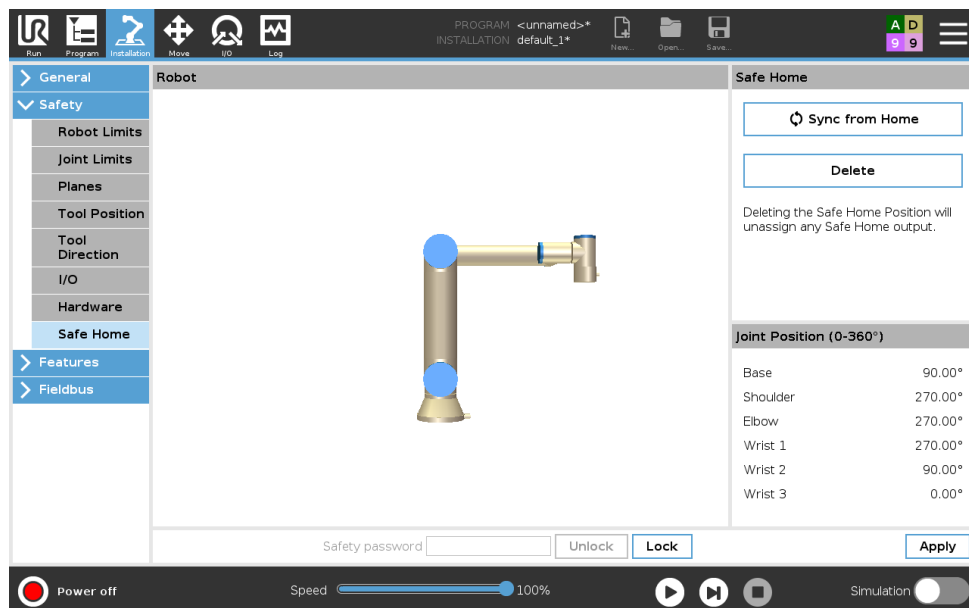 PROGRAM <unnamed>*
INSTALLATION default_1*
Run
Program
Installation
Move
I/O
Log
New...
Open...
Save...
A D
9 9
General
Safety
Robot Limits
Joint Limits
Planes
Tool Position
Tool
Direction
I/O
Hardware
Safe Home
Features
Fieldbus
Robot
Safe Home
Sync from Home
Delete
Deleting the Safe Home Position will
unassign any Safe Home output.
Joint Position (0-360°)
Base 90.00°
Shoulder 270.00°
Elbow 270.00°
Wrist 1 270.00°
Wrist 2 90.00°
Wrist 3 0.00°
Safety password
Unlock
Lock
Apply
Power off
Speed
100%
Simulation